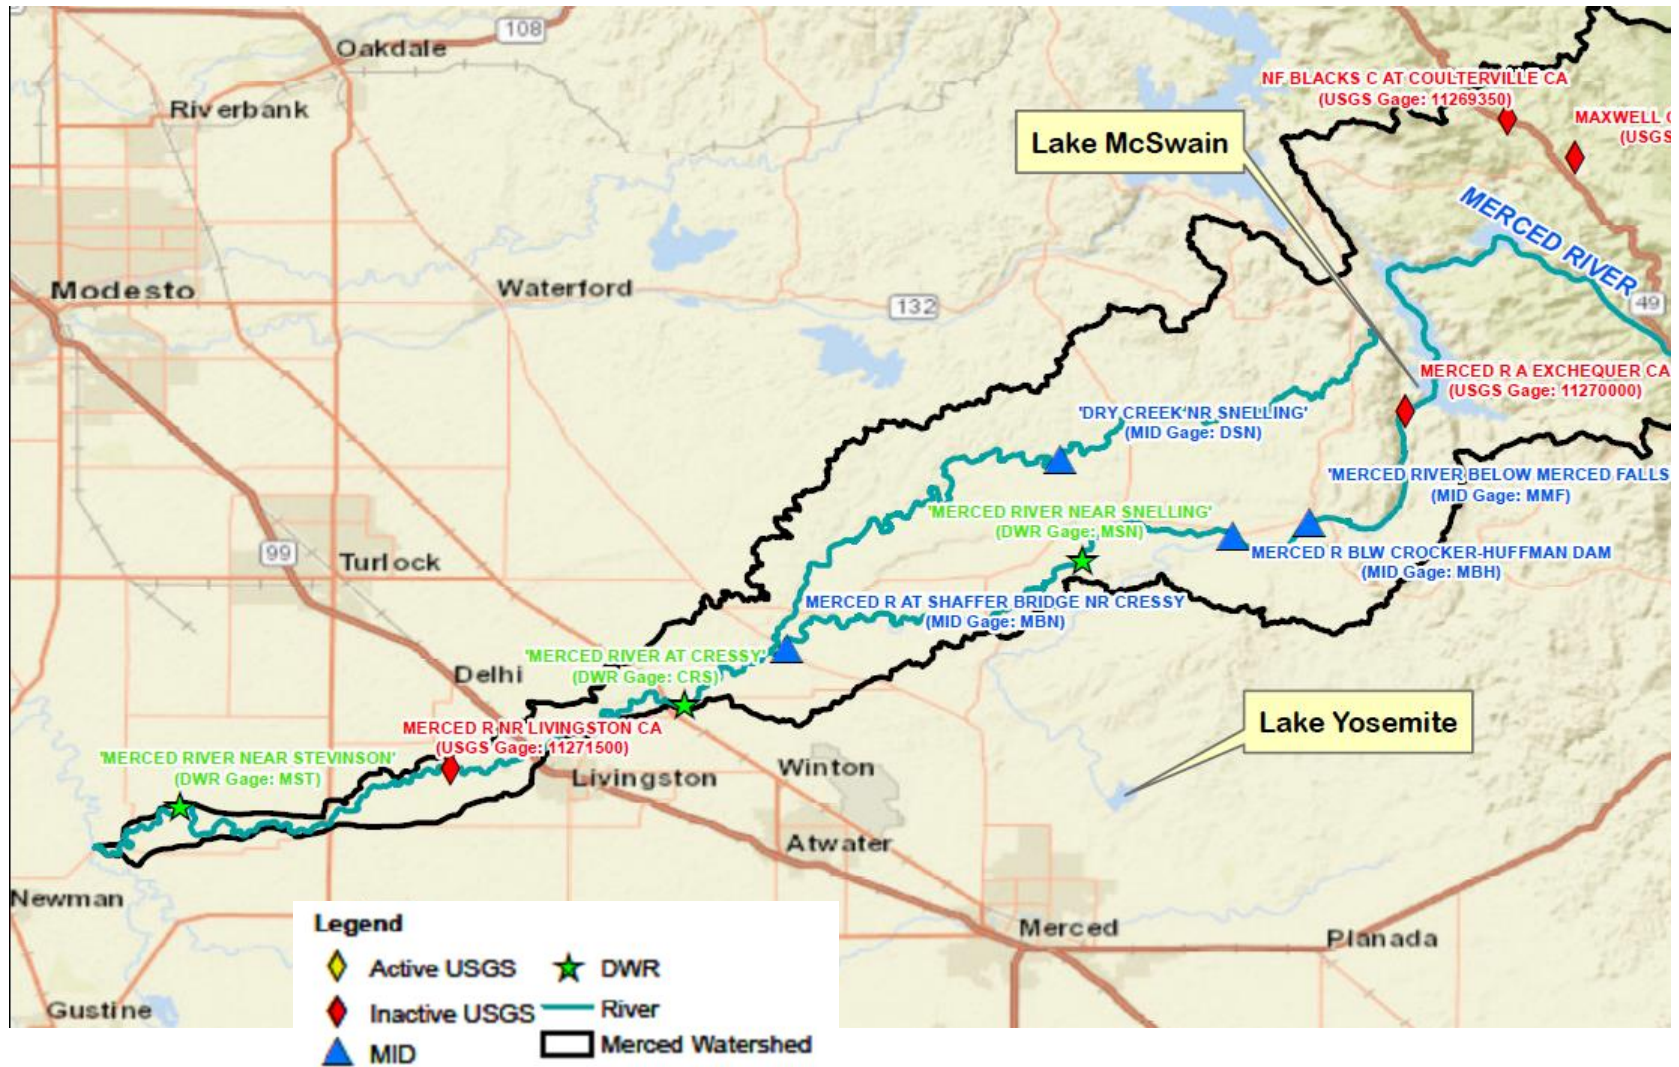 108
Oakdale
Riverbank
NF BLACKS C AT COULTERVILLE CA
(USGS Gage: 11269350)
MAXWELL
(USGS
Lake McSwain
MERCED RIVER
Modesto
Waterford
132
49
MERCED R A EXCHEQUER CA
(USGS Gage: 11270000)
'DRY CREEK NR SNELLING'
(MID Gage: DSN)
'MERCED RIVER BELOW MERCED FALLS
(MID Gage: MMF)
'MERCED RIVER NEAR SNELLING'
(DWR Gage: MSN)
99
Turlock
MERCED R BLW CROCKER-HUFFMAN DAM
(MID Gage: MBH)
MERCED R AT SHAFFER BRIDGE NR CRESSY
(MID Gage: MBN)
'MERCED RIVER AT CRESSY'
(DWR Gage: CRS)
Delhi
Lake Yosemite
MERCED R NR LIVINGSTON CA
(USGS Gage: 11271500)
'MERCED RIVER NEAR STEVINSON'
(DWR Gage: MST)
Livingston
Winton
Atwater
Newman
Merced
Planada
Gustine
Legend
Active USGS
DWR
Inactive USGS
River
MID
Merced Watershed